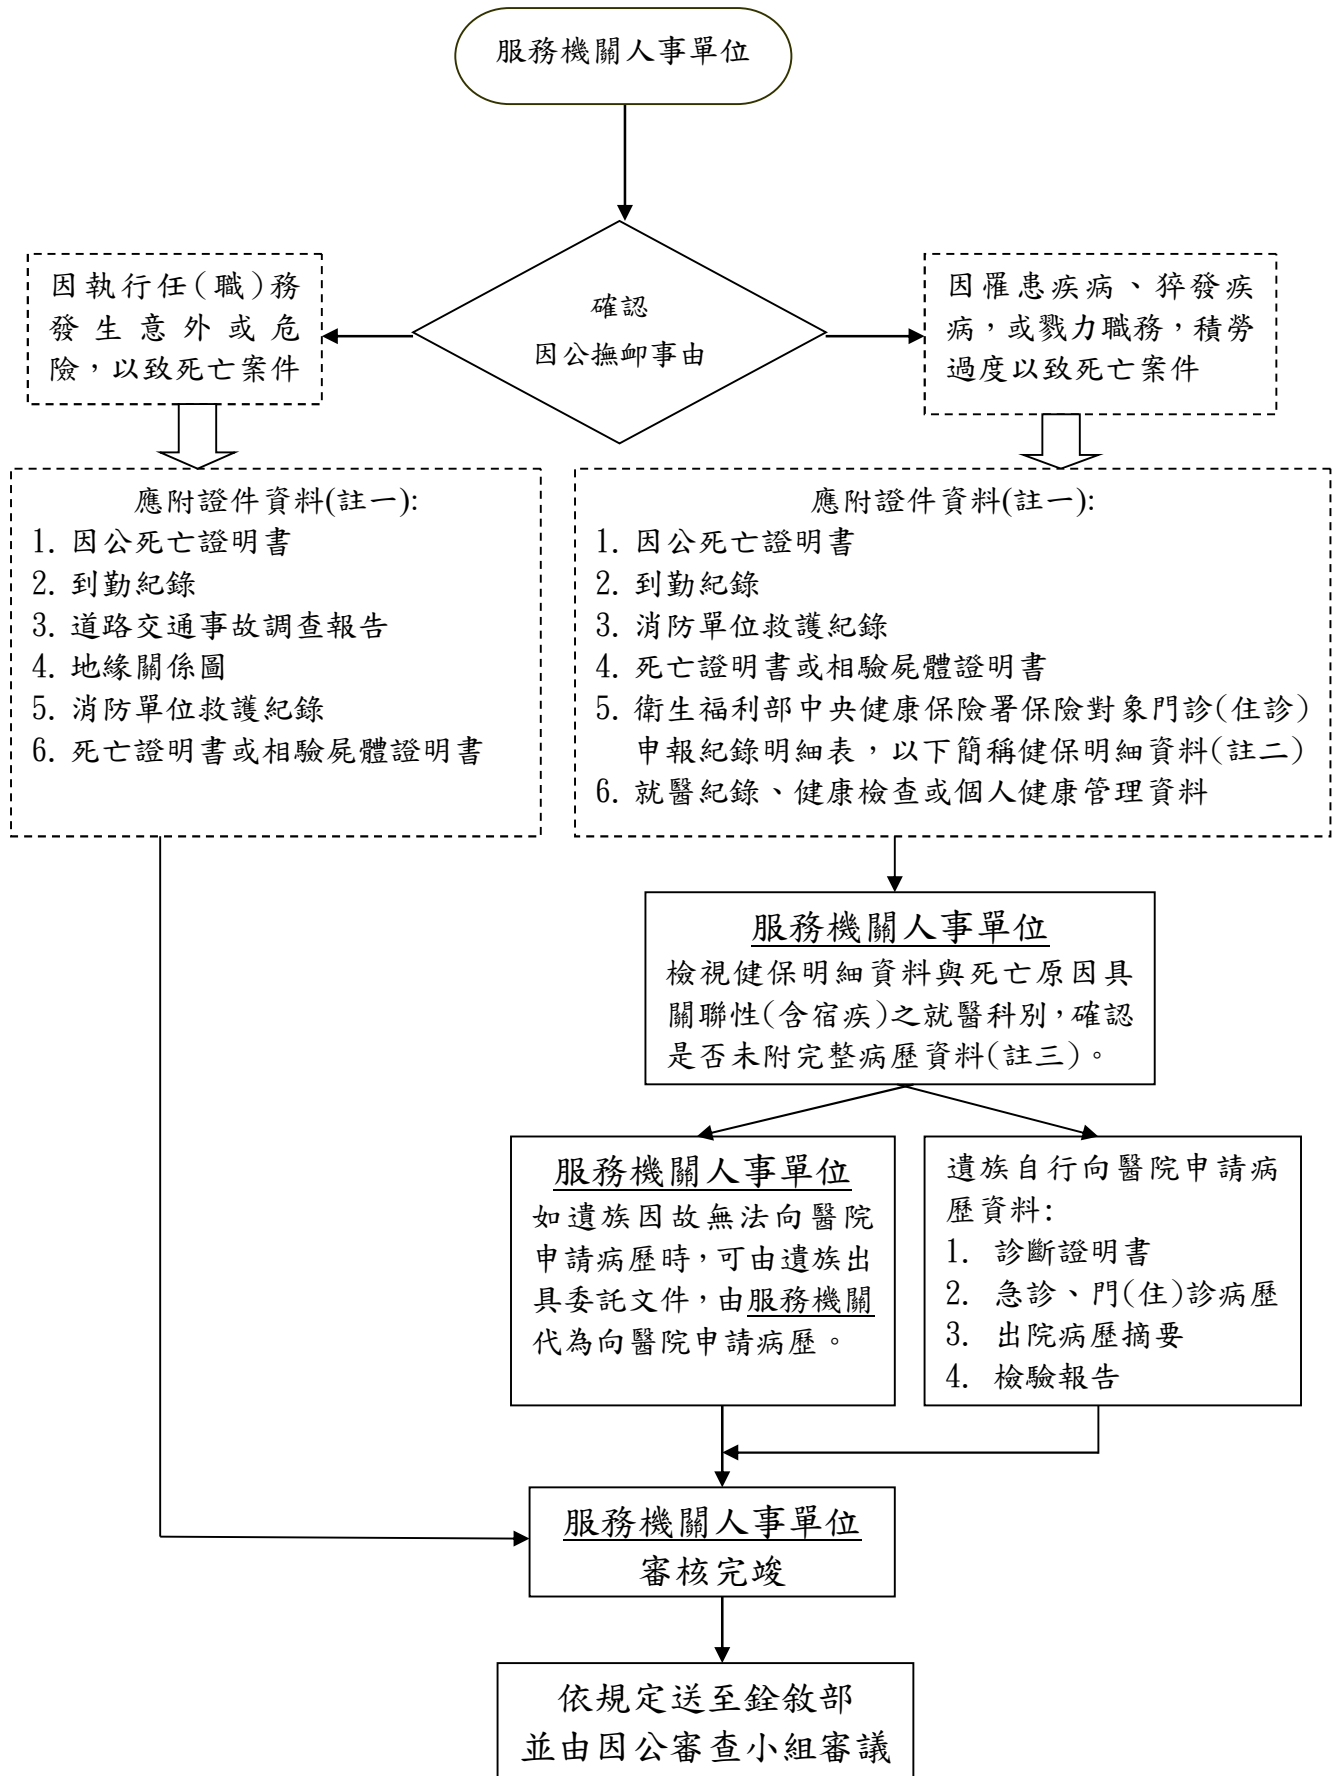 服務機關人事單位
確認
因公撫卹事由
因執行任(職)務
發生意外或危
險，以致死亡案件
因罹患疾病、猝發疾
病，或戮力職務，積勞
過度以致死亡案件
應附證件資料(註一):
1. 因公死亡證明書
2. 到勤紀錄
3. 道路交通事故調查報告
4. 地緣關係圖
5. 消防單位救護紀錄
6. 死亡證明書或相驗屍體證明書
應附證件資料(註一):
1. 因公死亡證明書
2. 到勤紀錄
3. 消防單位救護紀錄
4. 死亡證明書或相驗屍體證明書
5. 衛生福利部中央健康保險署保險對象門診(住診)
申報紀錄明細表，以下簡稱健保明細資料(註二)
6. 就醫紀錄、健康檢查或個人健康管理資料
服務機關人事單位
檢視健保明細資料與死亡原因具
關聯性(含宿疾)之就醫科別，確認
是否未附完整病歷資料(註三)。
服務機關人事單位
如遺族因故無法向醫院
申請病歷時，可由遺族出
具委託文件，由服務機關
代為向醫院申請病歷。
遺族自行向醫院申請病
歷資料:
1. 診斷證明書
2. 急診、門(住)診病歷
3. 出院病歷摘要
4. 檢驗報告
服務機關人事單位
審核完竣
依規定送至銓敘部
並由因公審查小組審議